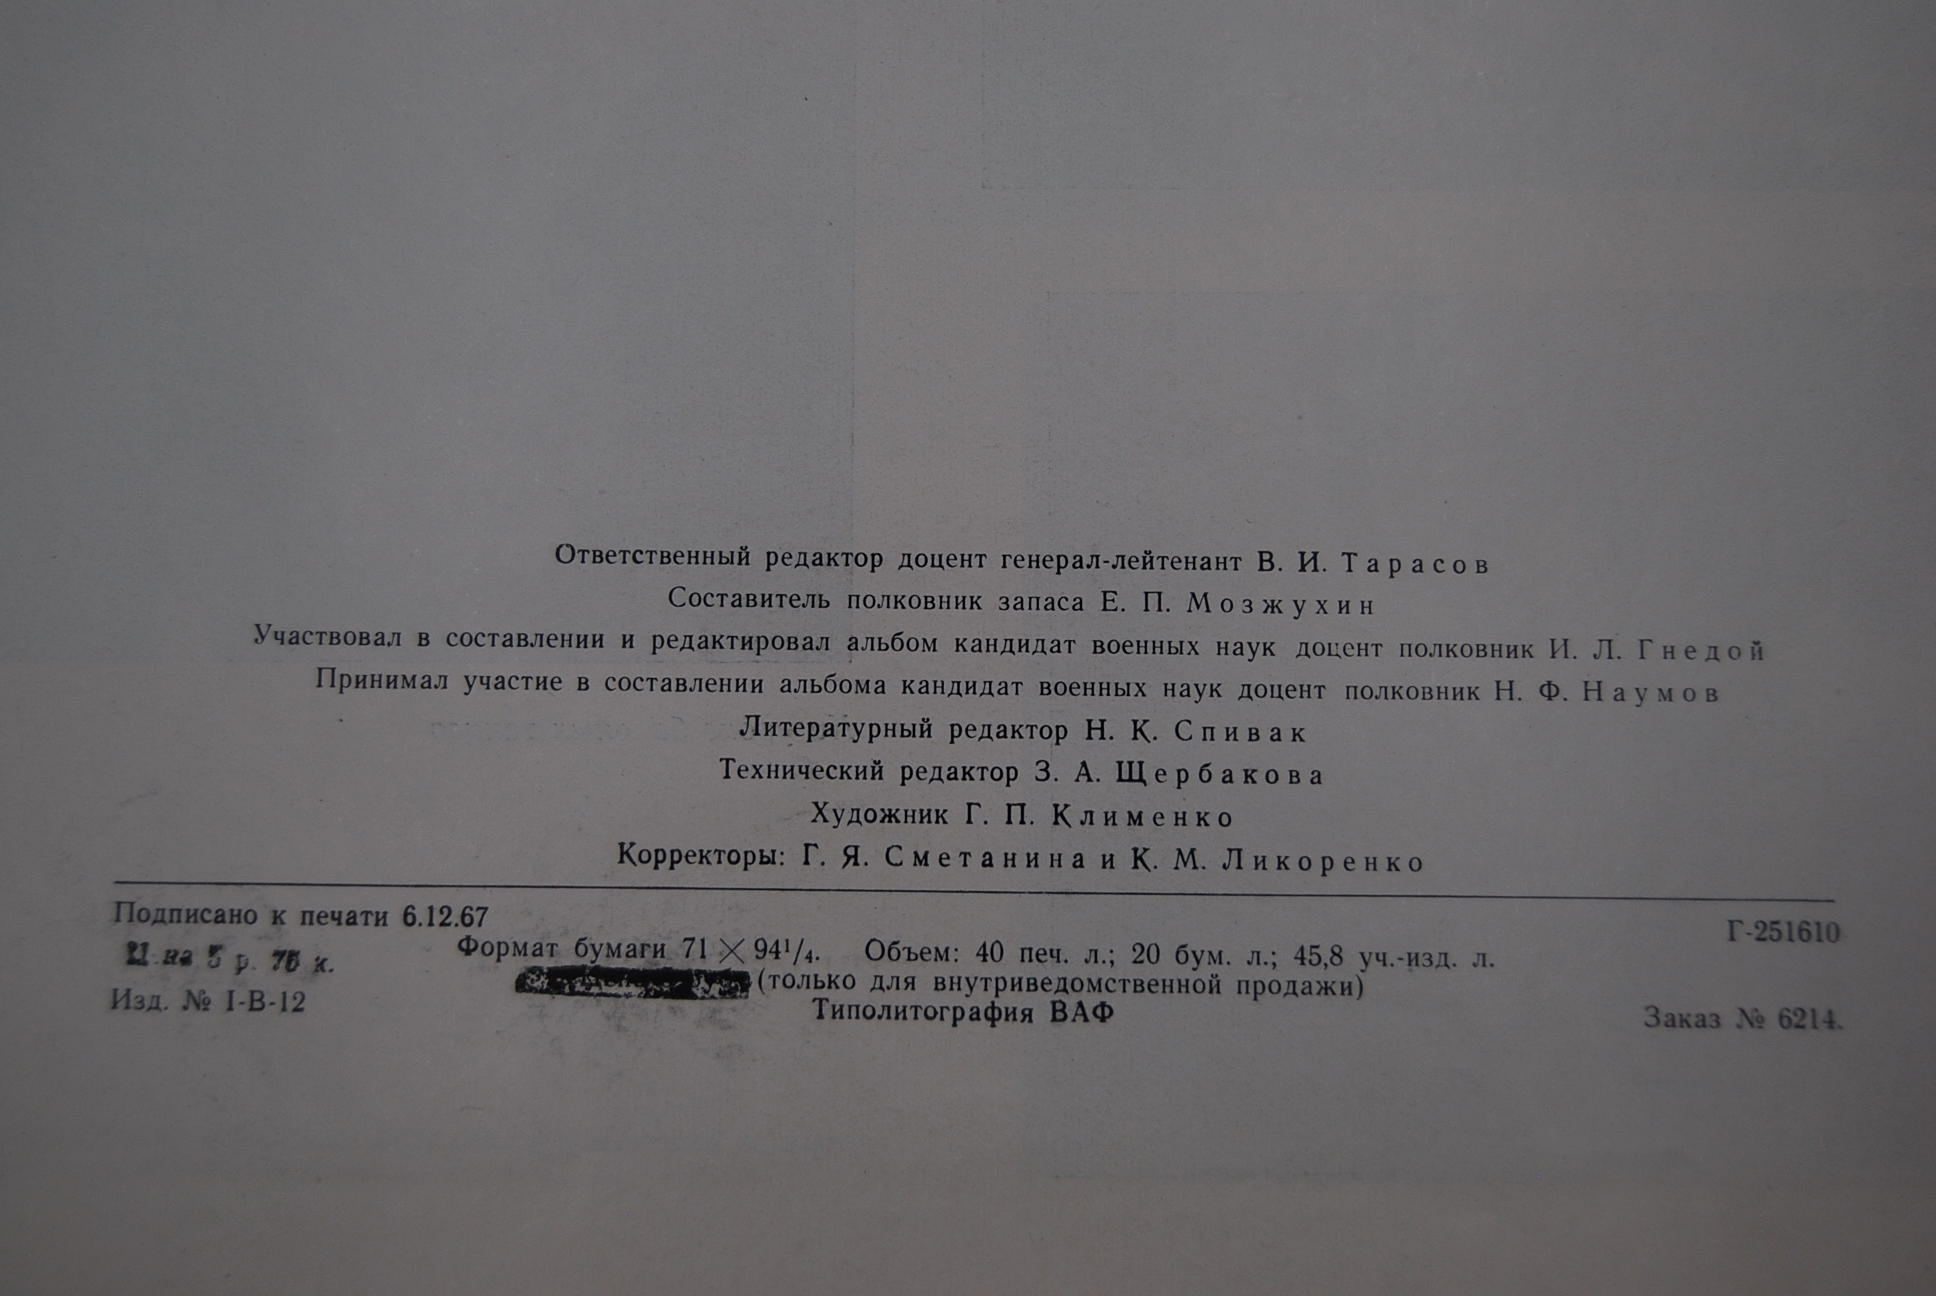 Ответственный редактор доцент генерал-лейтенант В. И. Тарасов
Составитель полковник запаса Е. П. Мозжухин
Участвовал в составлении и редактировал альбом кандидат военных наук доцент полковник И. Л. Гнедой
Принимал участие в составлении альбома кандидат военных наук доцент полковник Н. Ф. Наумов
Литературный редактор Н. К. Спивак
Технический редактор З. А. Щербакова
Художник Г. П. Клименко
Корректоры: Г. Я. Сметанина и К. М. Ликоренко
Подписано к печати 6.12.67
Г-251610
Формат бумаги 71 × 94¹/₄. Объем: 40 печ. л.; 20 бум. л.; 45,8 уч.-изд. л.
Цена 5 р. 75 к.
(только для внутриведомственной продажи)
Изд. № I-В-12
Типолитография ВАФ
Заказ № 6214.